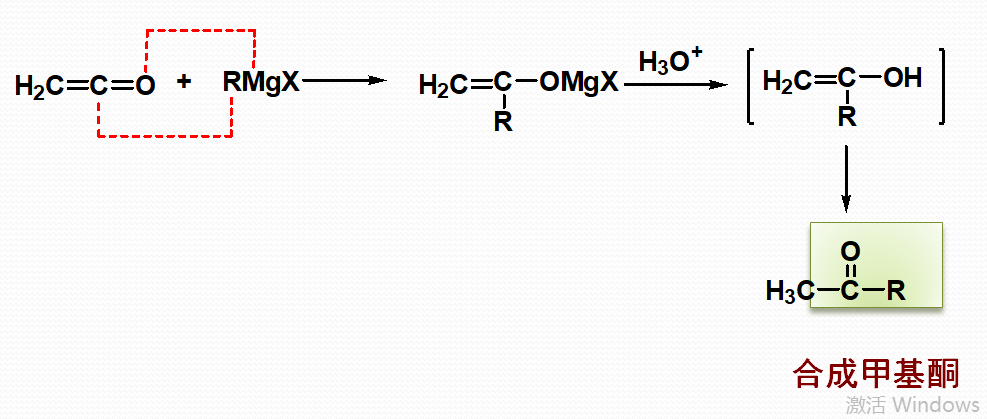 H₂C=C=O + RMgX → H₂C=C−OMgX H₃O⁺ → [H₂C=C−OH]
R R
O
H₃C−C−R
合成甲基酮
激活 Windows